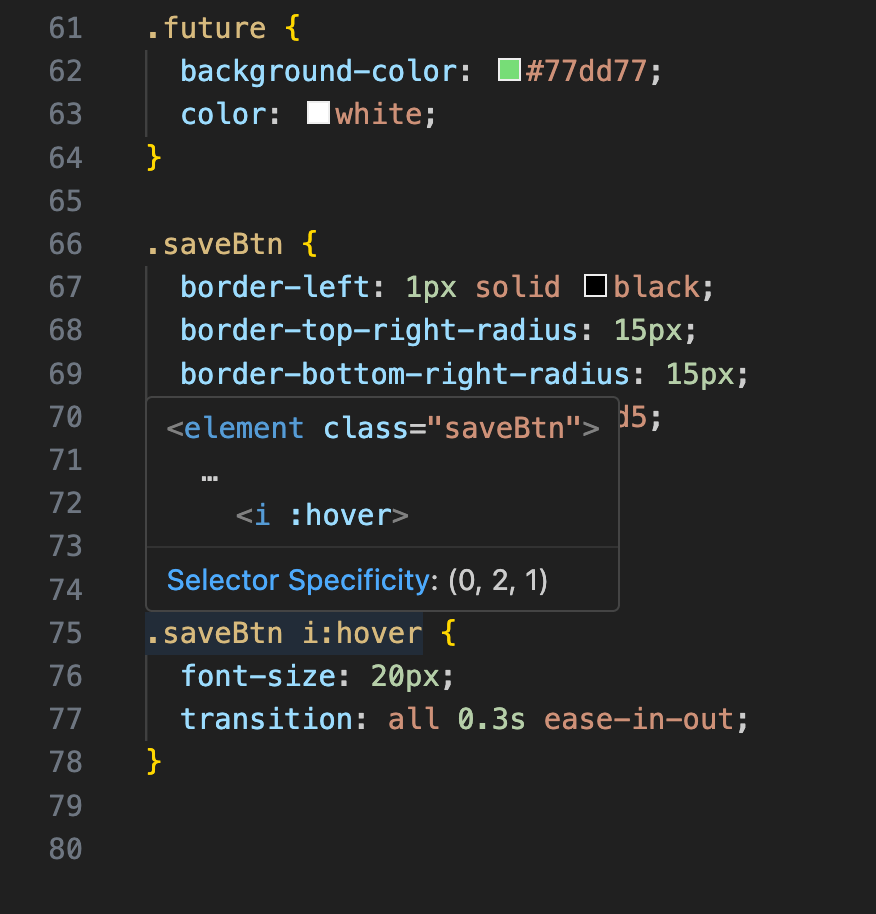 61 .future {
62 background-color: #77dd77;
63 color: white;
64 }
65
66 .saveBtn {
67 border-left: 1px solid black;
68 border-top-right-radius: 15px;
69 border-bottom-right-radius: 15px;
70 d5;
<element class="saveBtn">
71
…
72
<i :hover>
73
Selector Specificity: (0, 2, 1)
74
75 .saveBtn i:hover {
76 font-size: 20px;
77 transition: all 0.3s ease-in-out;
78 }
79
80